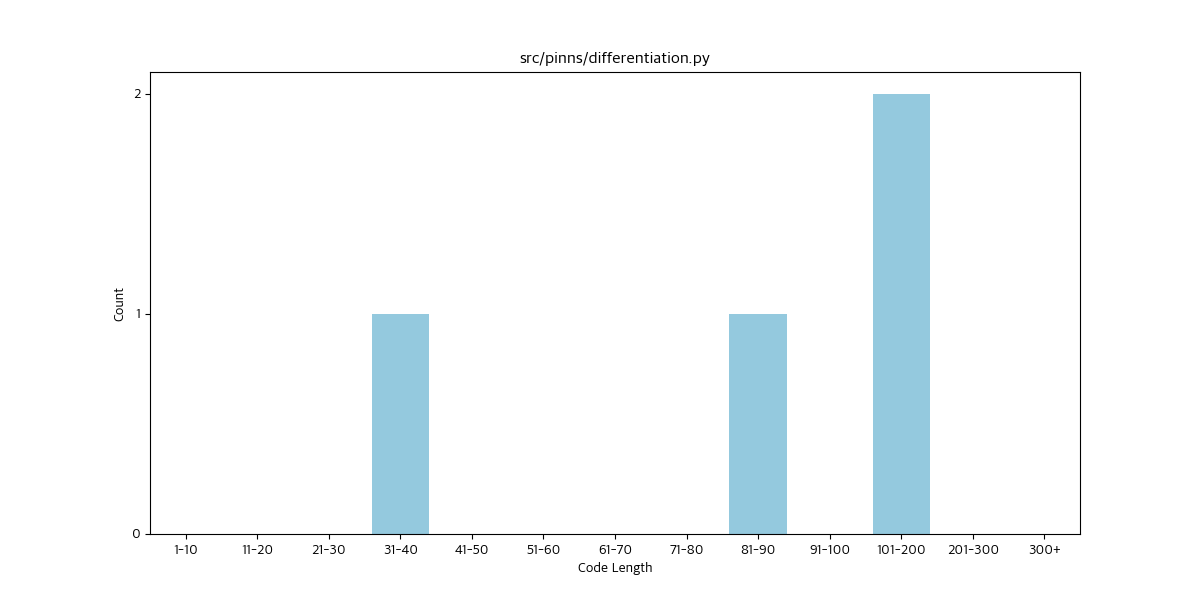 src/pinns/differentiation.py
2
1
0
Count
1-10 11-20 21-30 31-40 41-50 51-60 61-70 71-80 81-90 91-100 101-200 201-300 300+
Code Length